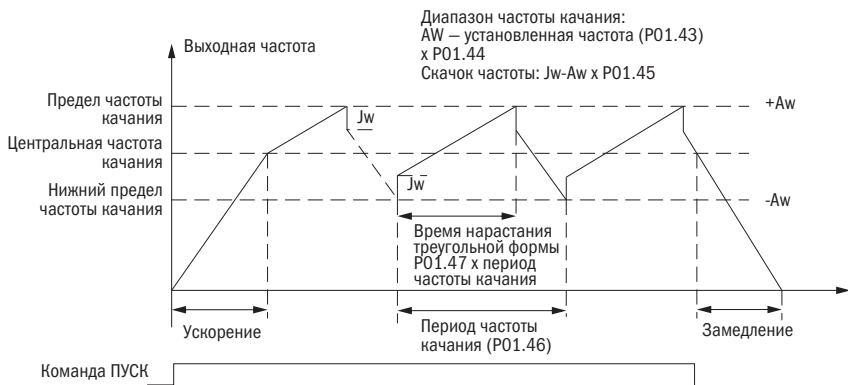 Диапазон частоты качания:
AW – установленная частота (P01.43)
x P01.44
Скачок частоты: Jw-Aw x P01.45
Выходная частота
Предел частоты
качания
Jw
+Aw
Центральная частота
качания
Нижний предел
частоты качания
Jw
-Aw
Время нарастания
треугольной формы
P01.47 x период
частоты качания
Ускорение
Период частоты
качания (P01.46)
Замедление
Команда ПУСК